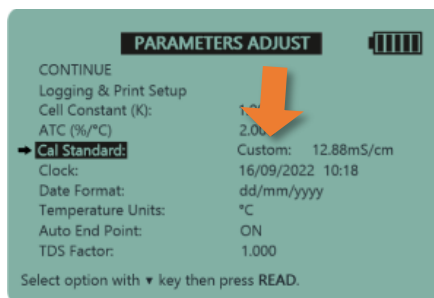 PARAMETERS ADJUST
CONTINUE
Logging & Print Setup
Cell Constant (K):
ATC (%/°C) 2.00
Cal Standard: Custom: 12.88mS/cm
Clock: 16/09/2022 10:18
Date Format: dd/mm/yyyy
Temperature Units: °C
Auto End Point: ON
TDS Factor: 1.000
Select option with ▼ key then press READ.